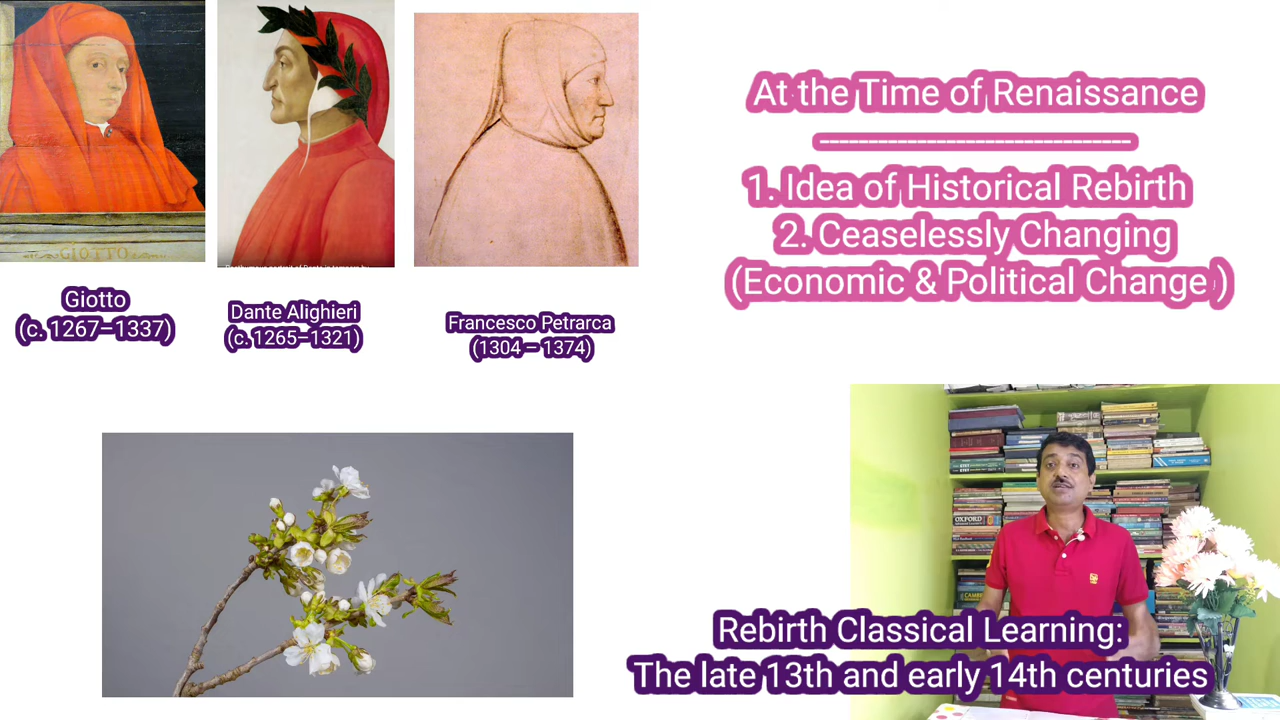 GIOTTO
Giotto
(c. 1267–1337)
Dante Alighieri
(c. 1265–1321)
Francesco Petrarca
(1304 – 1374)
At the Time of Renaissance
------------------------------
1. Idea of Historical Rebirth
2. Ceaselessly Changing
(Economic & Political Change )
OXFORD
Rebirth Classical Learning:
The late 13th and early 14th centuries